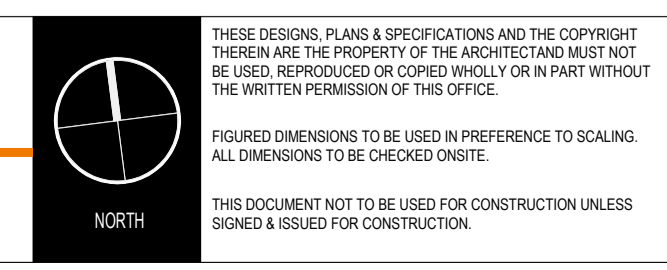 THESE DESIGNS, PLANS & SPECIFICATIONS AND THE COPYRIGHT
THEREIN ARE THE PROPERTY OF THE ARCHITECTAND MUST NOT
BE USED, REPRODUCED OR COPIED WHOLLY OR IN PART WITHOUT
THE WRITTEN PERMISSION OF THIS OFFICE.
FIGURED DIMENSIONS TO BE USED IN PREFERENCE TO SCALING.
ALL DIMENSIONS TO BE CHECKED ONSITE.
THIS DOCUMENT NOT TO BE USED FOR CONSTRUCTION UNLESS
SIGNED & ISSUED FOR CONSTRUCTION.
NORTH